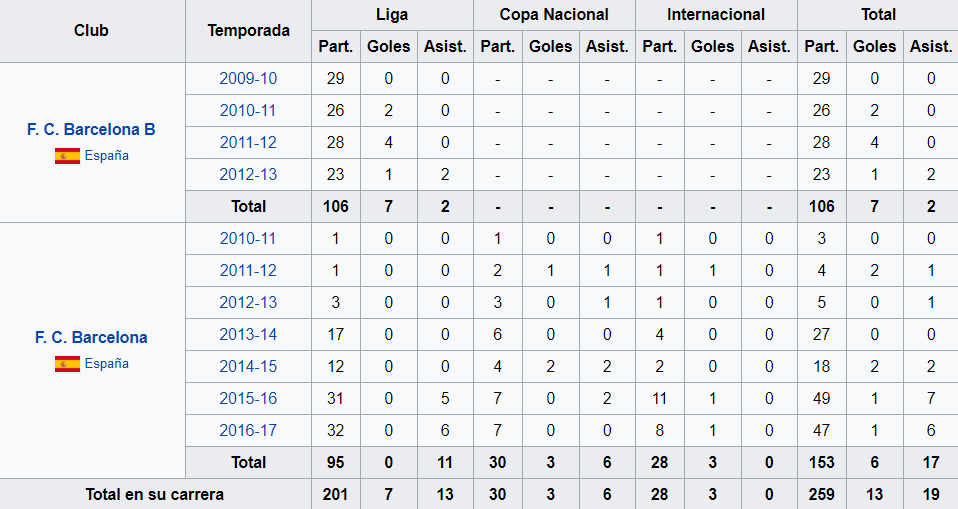 Club Temporada Liga Copa Nacional Internacional Total
Part. Goles Asist. Part. Goles Asist. Part. Goles Asist. Part. Goles Asist.
F. C. Barcelona B
España
2009-10 29 0 0 - - - - - - 29 0 0
2010-11 26 2 0 - - - - - - 26 2 0
2011-12 28 4 0 - - - - - - 28 4 0
2012-13 23 1 2 - - - - - - 23 1 2
Total 106 7 2 - - - - - - 106 7 2
F. C. Barcelona
España
2010-11 1 0 0 1 0 0 1 0 0 3 0 0
2011-12 1 0 0 2 1 1 1 1 0 4 2 1
2012-13 3 0 0 3 0 1 1 0 0 5 0 1
2013-14 17 0 0 6 0 0 4 0 0 27 0 0
2014-15 12 0 0 4 2 2 2 0 0 18 2 2
2015-16 31 0 5 7 0 2 11 1 0 49 1 7
2016-17 32 0 6 7 0 0 8 1 0 47 1 6
Total 95 0 11 30 3 6 28 3 0 153 6 17
Total en su carrera 201 7 13 30 3 6 28 3 0 259 13 19